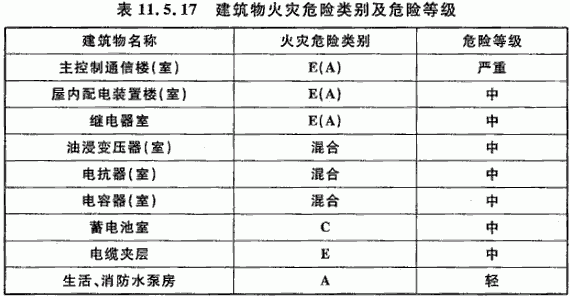 表 11.5.17 建筑物火灾危险类别及危险等级
建筑物名称 火灾危险类别 危险等级
主控制通信楼(室) E(A) 严重
屋内配电装置楼(室) E(A) 中
继电器室 E(A) 中
油浸变压器(室) 混合 中
电抗器(室) 混合 中
电容器(室) 混合 中
蓄电池室 C 中
电缆夹层 E 中
生活、消防水泵房 A 轻